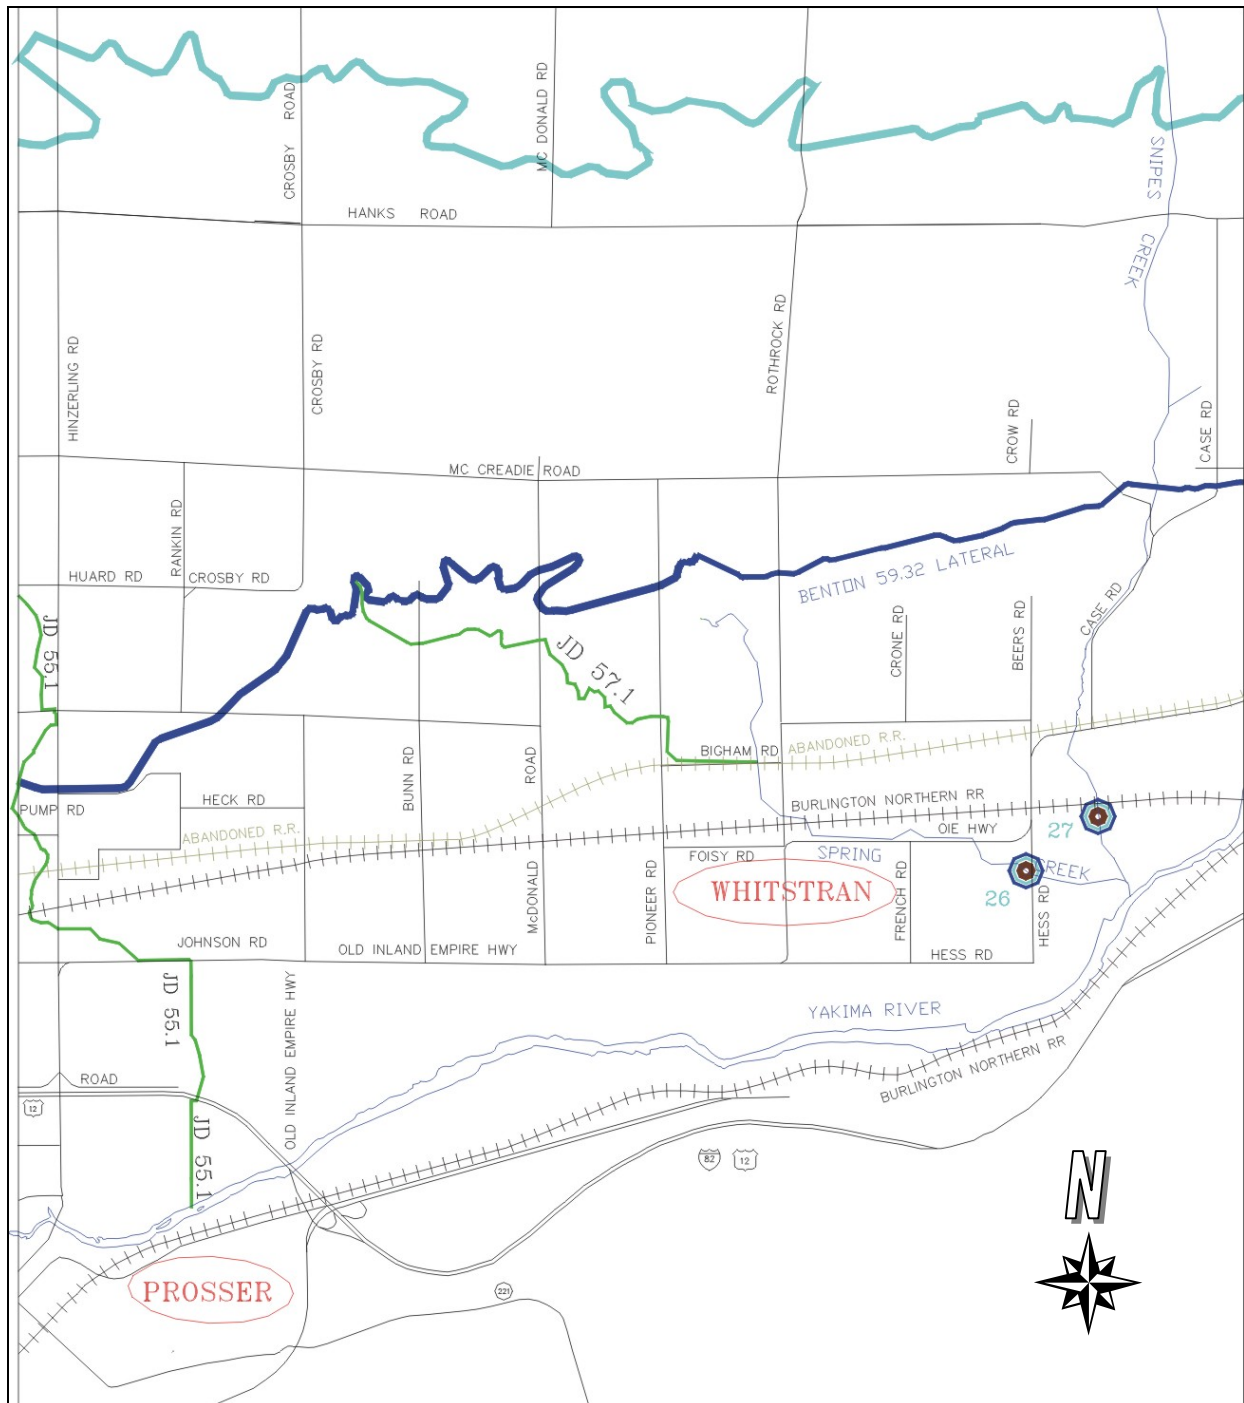 CROSBY ROAD
MC DONALD RD
SNIPES CREEK
HANKS ROAD
HINZERLING RD
CROSBY RD
ROTHROCK RD
CROW RD
CASE RD
MC CREADIE ROAD
RANKIN RD
HUARD RD
CROSBY RD
BENTON 59.32 LATERAL
JD 55.1
JD 57.1
CRONE RD
BEERS RD
CASE RD
BUNN RD
ROAD
BIGHAM RD
ABANDONED R.R.
PUMP RD
HECK RD
BURLINGTON NORTHERN RR
ABANDONED R.R.
OIE HWY
27
FOISY RD
SPRING
CREEK
WHITSTRAN
26
McDONALD
PIONEER RD
FRENCH RD
HESS RD
JOHNSON RD
OLD INLAND EMPIRE HWY
HESS RD
JD 55.1
OLD INLAND EMPIRE HWY
YAKIMA RIVER
BURLINGTON NORTHERN RR
ROAD
12
JD 55.1
82
12
N
PROSSER
221